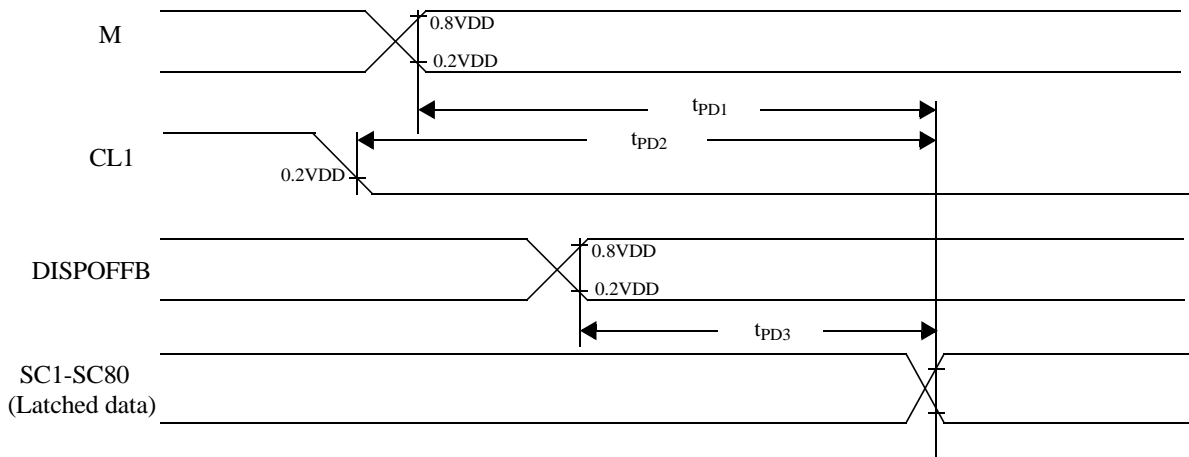 M
0.8VDD
0.2VDD
tPD1
tPD2
CL1
0.2VDD
DISPOFFB
0.8VDD
0.2VDD
tPD3
SC1-SC80
(Latched data)